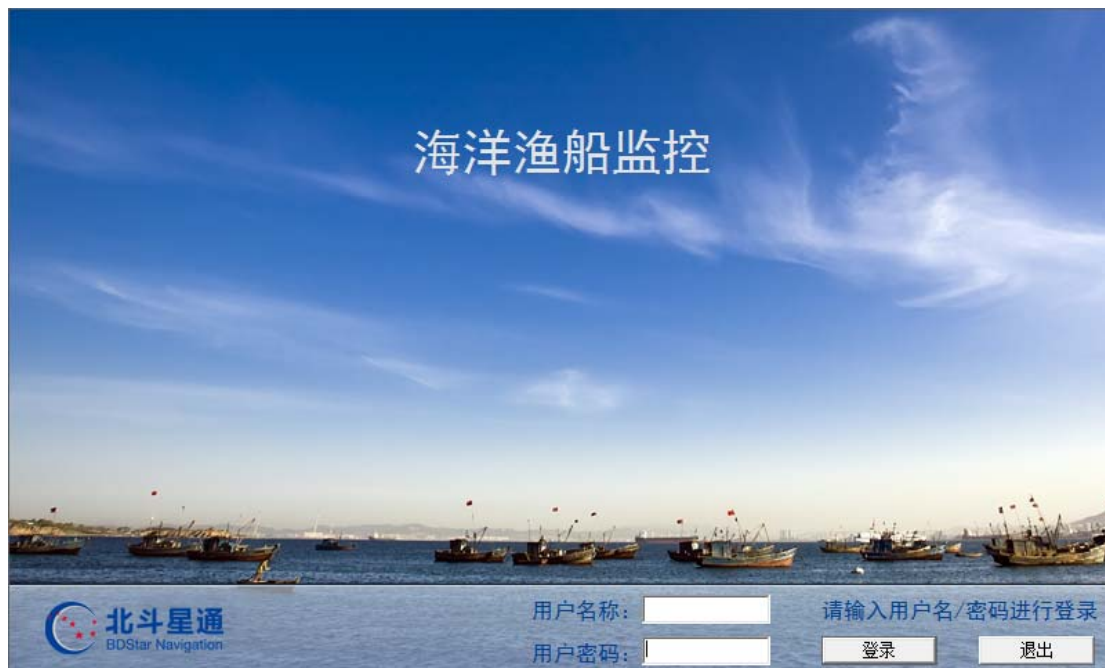 海洋渔船监控
北斗星通
BDStar Navigation
用户名称：
请输入用户名/密码进行登录
用户密码：
登录
退出